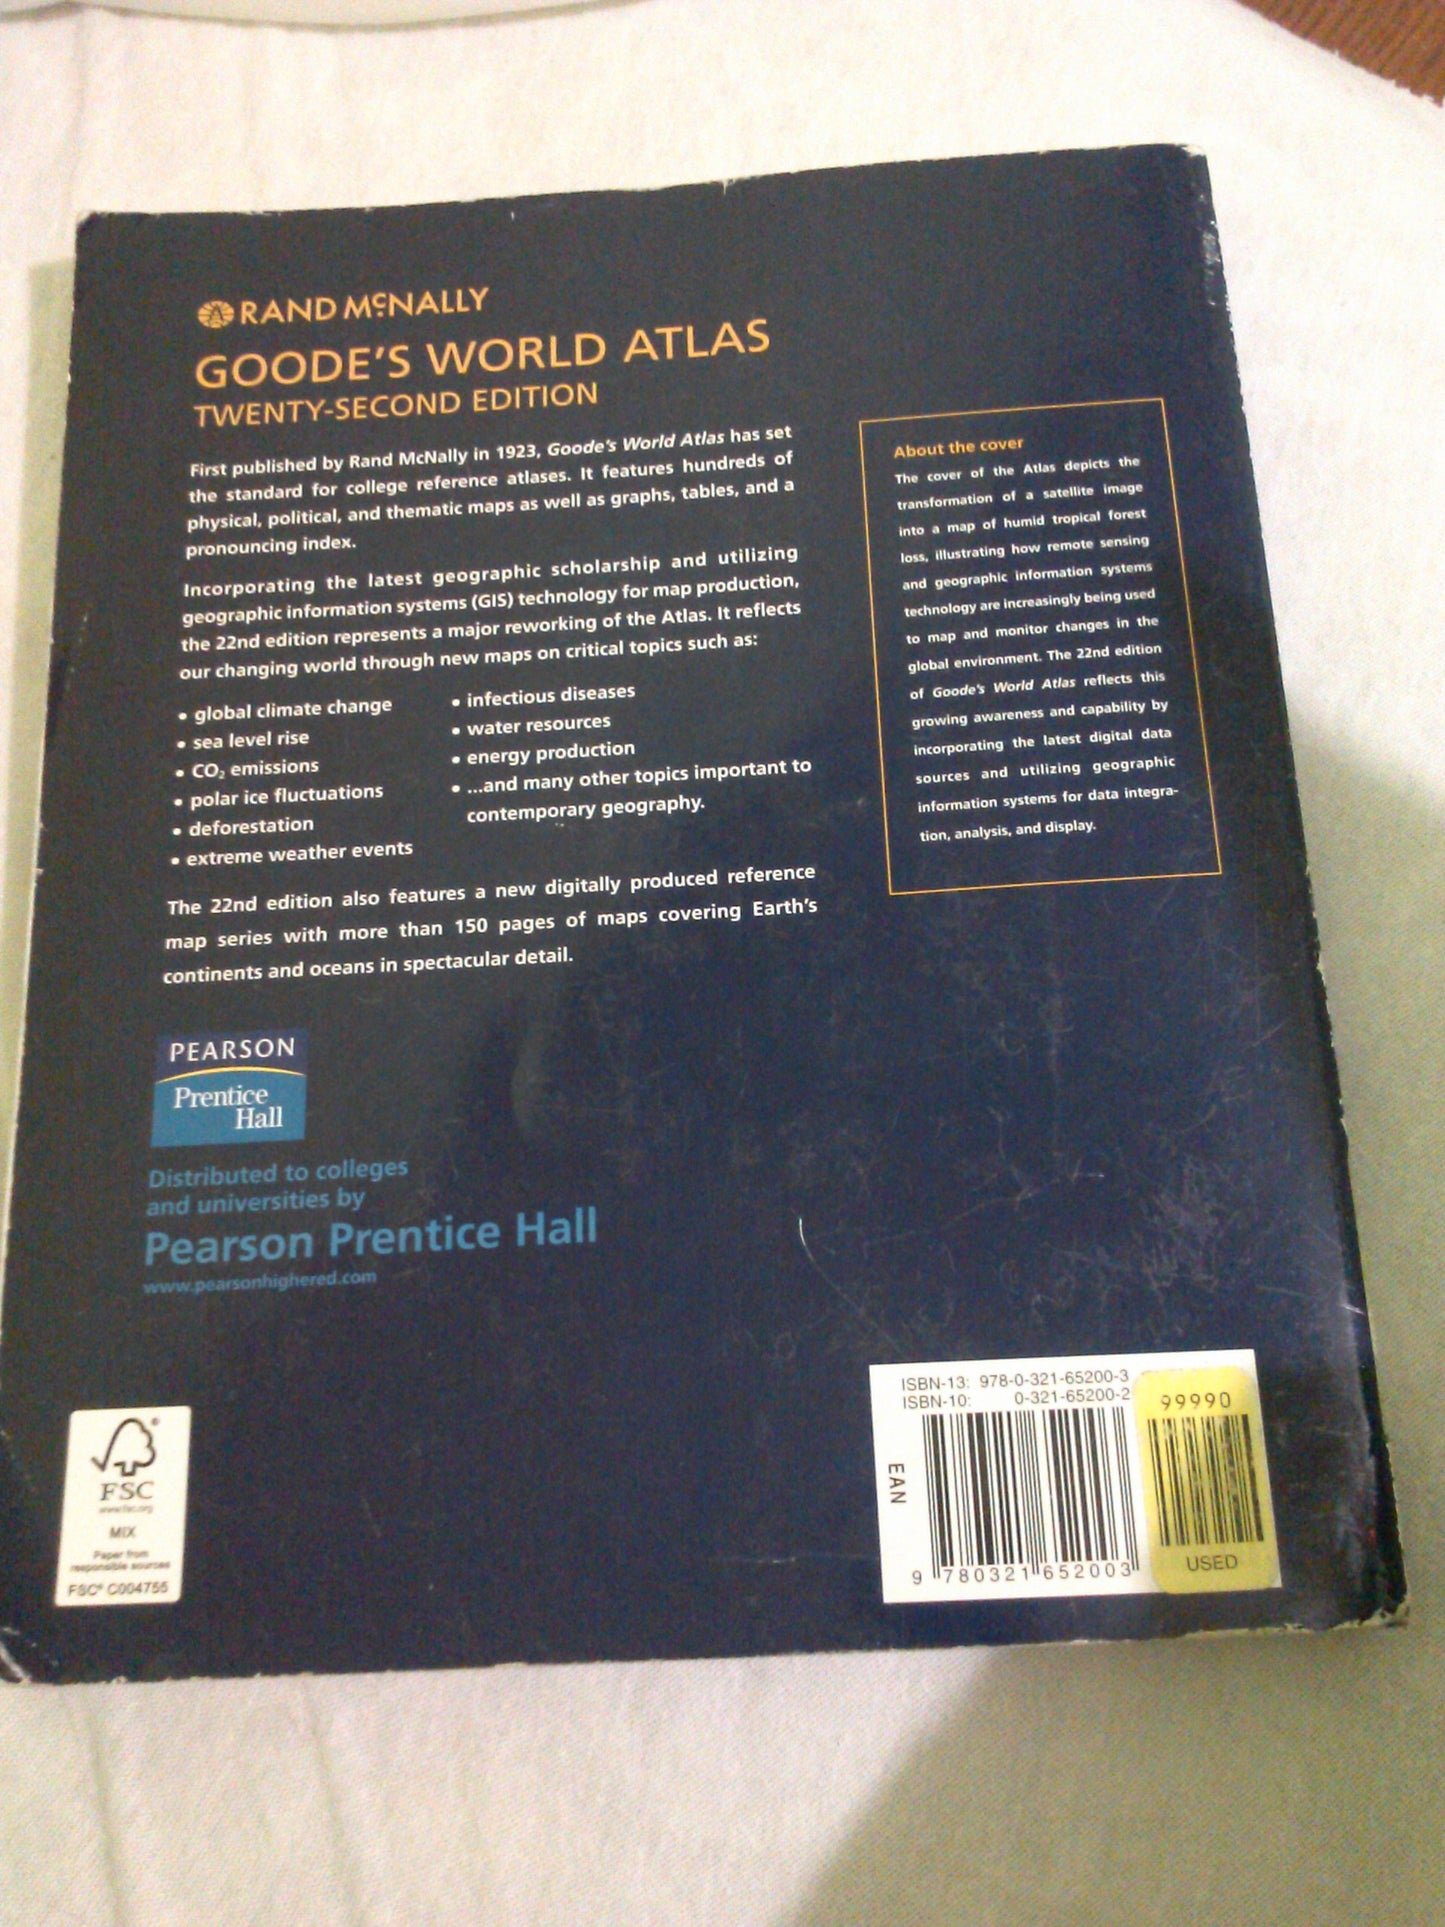 RAND McNALLY
GOODE'S WORLD ATLAS
TWENTY-SECOND EDITION
First published by Rand McNally in 1923, Goode's World Atlas has set
the standard for college reference atlases. It features hundreds of
physical, political, and thematic maps as well as graphs, tables, and a
pronouncing index.
Incorporating the latest geographic scholarship and utilizing
geographic information systems (GIS) technology for map production,
the 22nd edition represents a major reworking of the Atlas. It reflects
our changing world through new maps on critical topics such as:
• global climate change
• sea level rise
• CO₂ emissions
• polar ice fluctuations
• deforestation
• extreme weather events
• infectious diseases
• water resources
• energy production
• ...and many other topics important to
contemporary geography.
The 22nd edition also features a new digitally produced reference
map series with more than 150 pages of maps covering Earth's
continents and oceans in spectacular detail.
About the cover
The cover of the Atlas depicts the
transformation of a satellite image
into a map of humid tropical forest
loss, illustrating how remote sensing
and geographic information systems
technology are increasingly being used
to map and monitor changes in the
global environment. The 22nd edition
of Goode's World Atlas reflects this
growing awareness and capability by
incorporating the latest digital data
sources and utilizing geographic
information systems for data integra-
tion, analysis, and display.
PEARSON
Prentice
Hall
Distributed to colleges
and universities by
Pearson Prentice Hall
www.pearsonhighered.com
FSC
www.fsc.org
MIX
Paper from
responsible sources
FSC® C004755
ISBN-13: 978-0-321-65200-3
ISBN-10: 0-321-65200-2
EAN
9 780321 652003
99990
USED